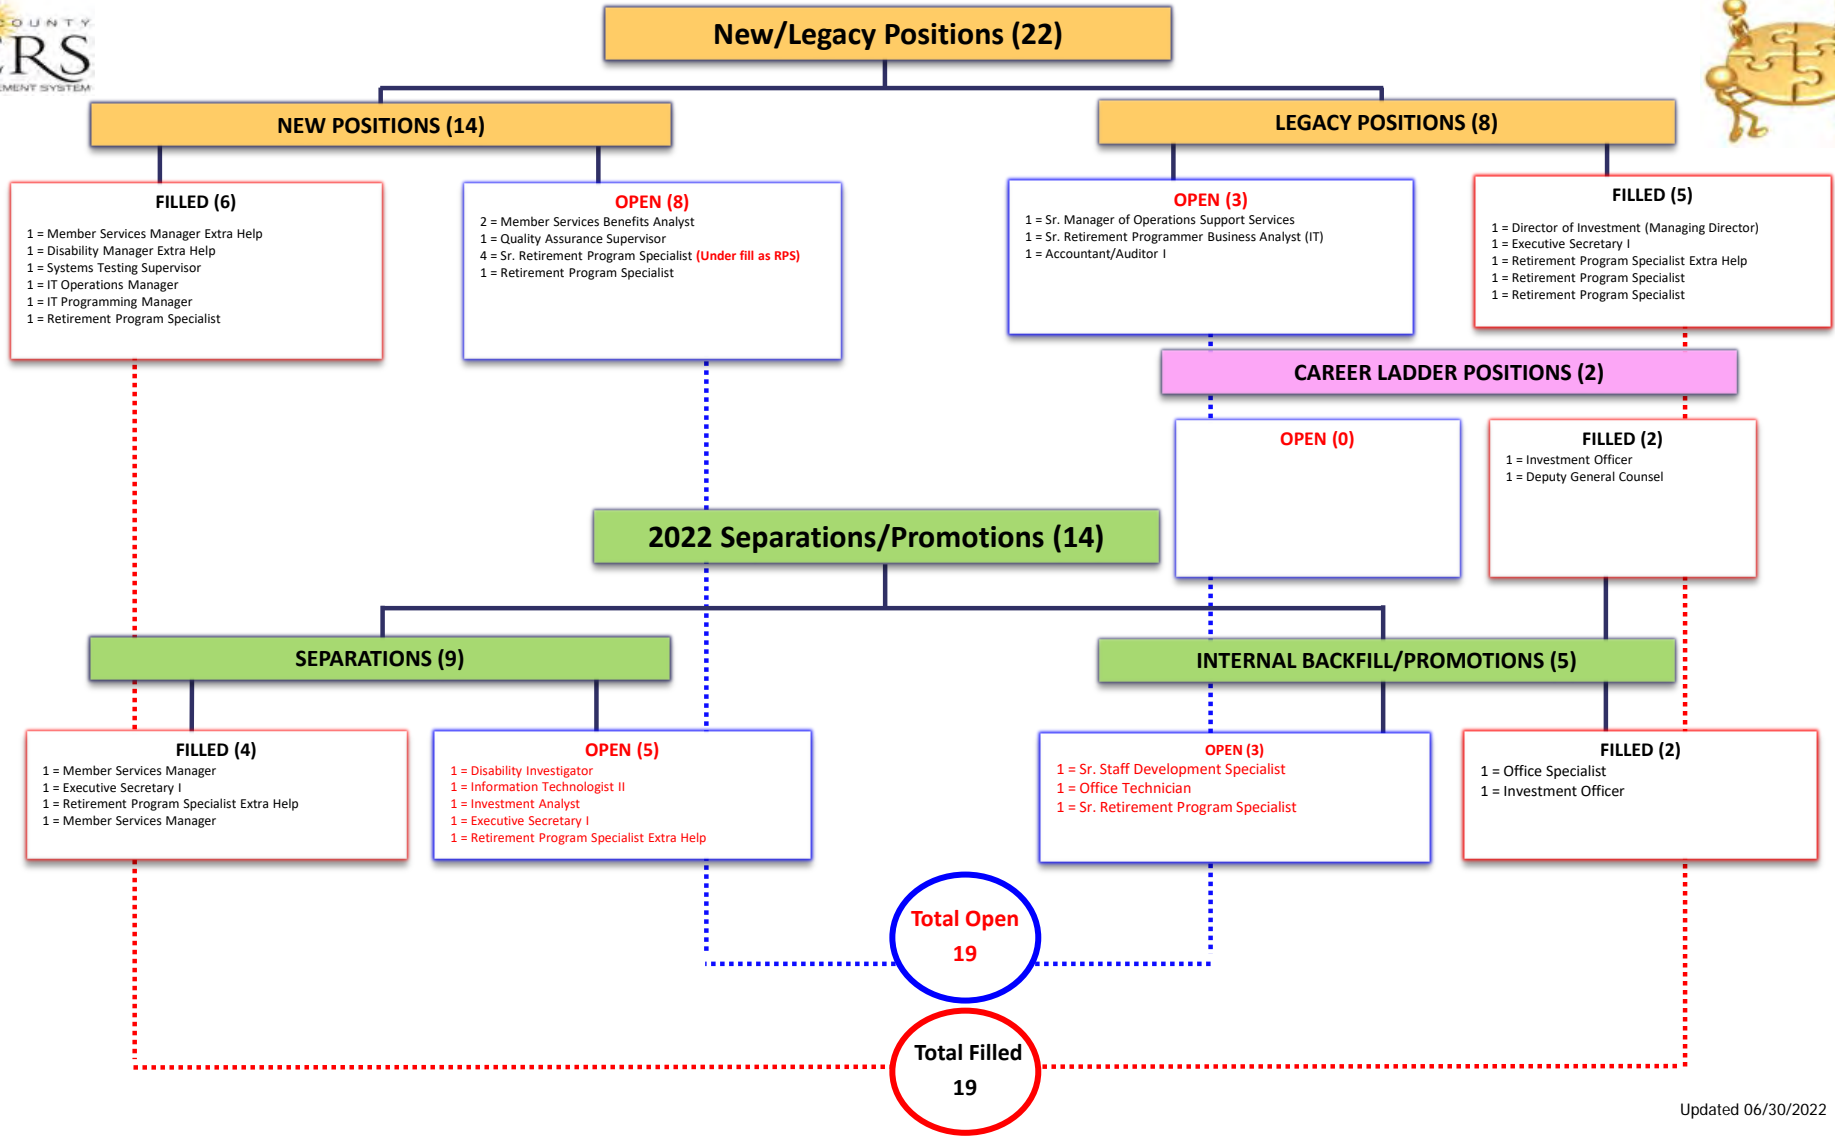 COUNTY
ERS
EMENT SYSTEM
New/Legacy Positions (22)
NEW POSITIONS (14)
LEGACY POSITIONS (8)
FILLED (6)
1 = Member Services Manager Extra Help
1 = Disability Manager Extra Help
1 = Systems Testing Supervisor
1 = IT Operations Manager
1 = IT Programming Manager
1 = Retirement Program Specialist
OPEN (8)
2 = Member Services Benefits Analyst
1 = Quality Assurance Supervisor
4 = Sr. Retirement Program Specialist (Under fill as RPS)
1 = Retirement Program Specialist
OPEN (3)
1 = Sr. Manager of Operations Support Services
1 = Sr. Retirement Programmer Business Analyst (IT)
1 = Accountant/Auditor I
FILLED (5)
1 = Director of Investment (Managing Director)
1 = Executive Secretary I
1 = Retirement Program Specialist Extra Help
1 = Retirement Program Specialist
1 = Retirement Program Specialist
CAREER LADDER POSITIONS (2)
OPEN (0)
FILLED (2)
1 = Investment Officer
1 = Deputy General Counsel
2022 Separations/Promotions (14)
SEPARATIONS (9)
INTERNAL BACKFILL/PROMOTIONS (5)
FILLED (4)
1 = Member Services Manager
1 = Executive Secretary I
1 = Retirement Program Specialist Extra Help
1 = Member Services Manager
OPEN (5)
1 = Disability Investigator
1 = Information Technologist II
1 = Investment Analyst
1 = Executive Secretary I
1 = Retirement Program Specialist Extra Help
OPEN (3)
1 = Sr. Staff Development Specialist
1 = Office Technician
1 = Sr. Retirement Program Specialist
FILLED (2)
1 = Office Specialist
1 = Investment Officer
Total Open
19
Total Filled
19
Updated 06/30/2022